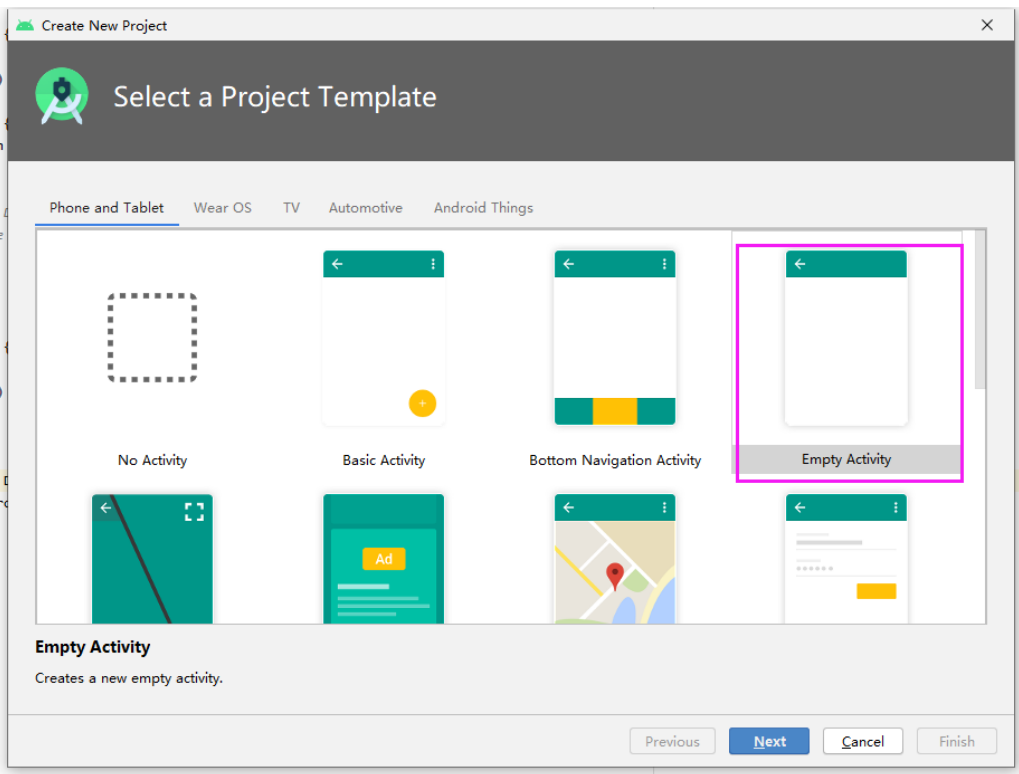 Create New Project
Select a Project Template
Phone and Tablet Wear OS TV Automotive Android Things
No Activity Basic Activity Bottom Navigation Activity Empty Activity
Ad
Empty Activity
Creates a new empty activity.
Previous Next Cancel Finish